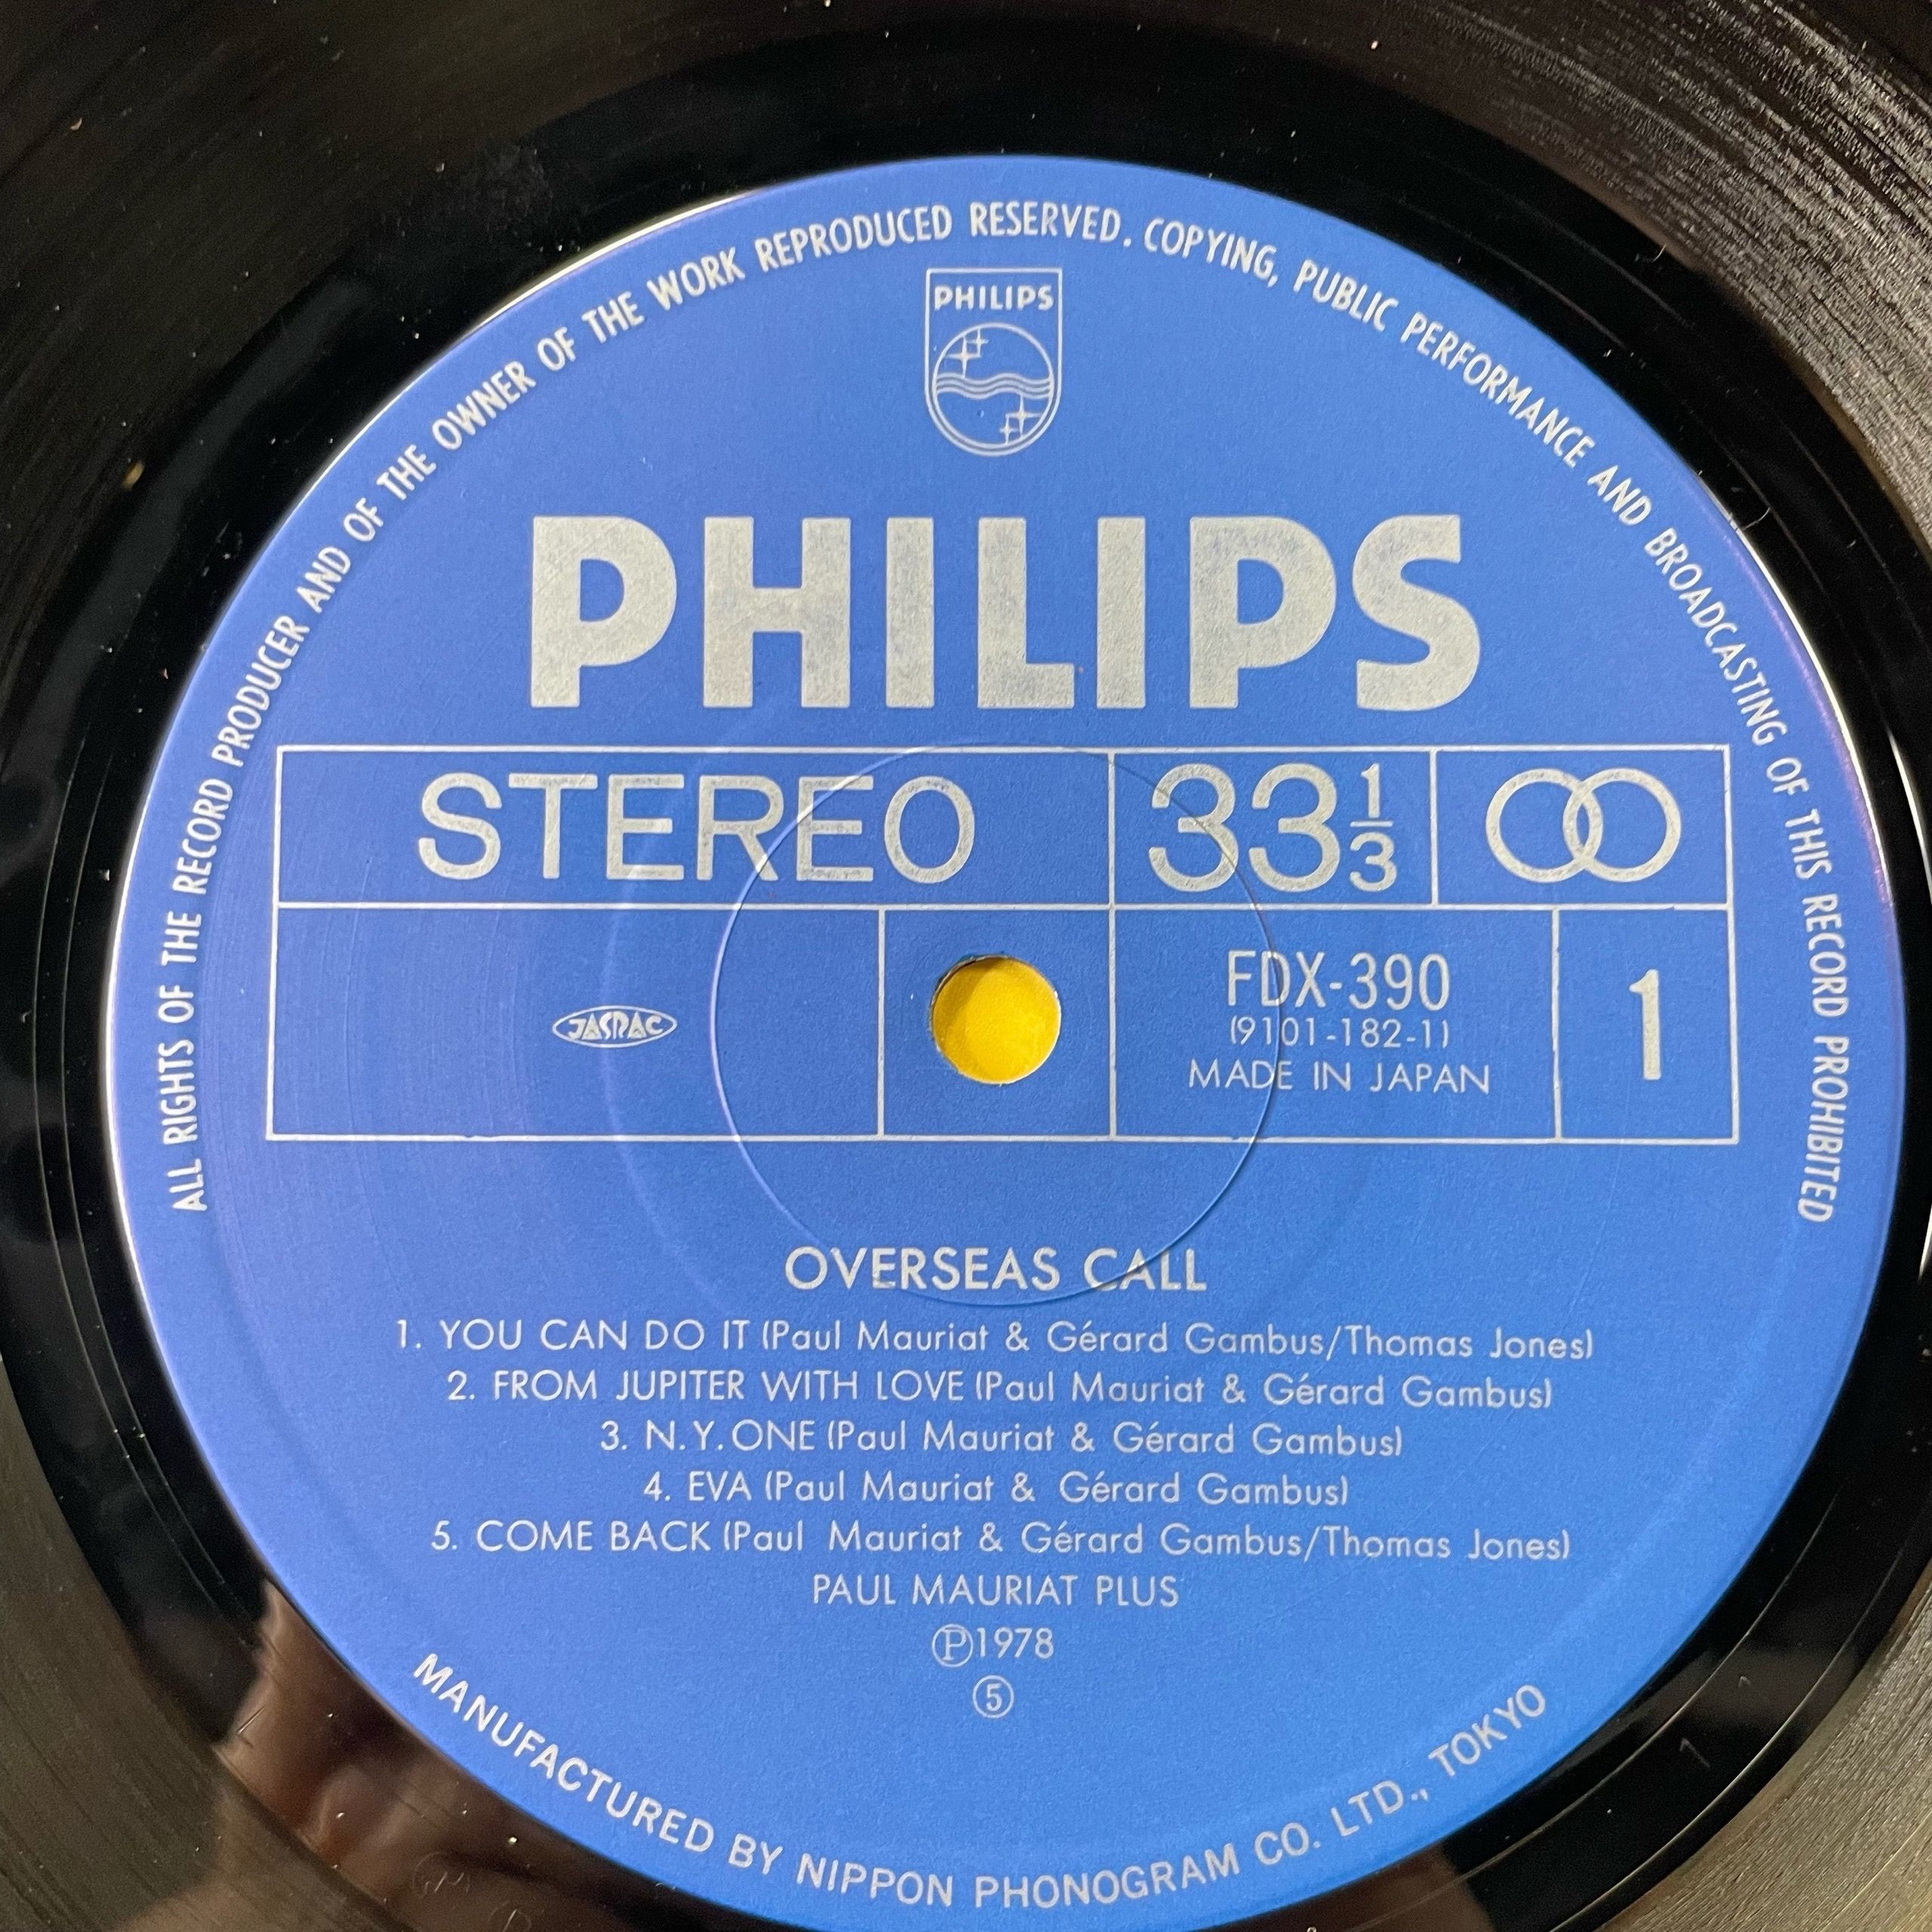 ALL RIGHTS OF THE RECORD PRODUCER AND OF THE OWNER OF THE WORK REPRODUCED RESERVED. COPYING, PUBLIC PERFORMANCE AND BROADCASTING OF THIS RECORD PROHIBITED
PHILIPS
PHILIPS
STEREO 33 1/3
JASRAC
FDX-390
(9101-182-1)
MADE IN JAPAN
1
OVERSEAS CALL
1. YOU CAN DO IT (Paul Mauriat & Gérard Gambus/Thomas Jones)
2. FROM JUPITER WITH LOVE (Paul Mauriat & Gérard Gambus)
3. N.Y. ONE (Paul Mauriat & Gérard Gambus)
4. EVA (Paul Mauriat & Gérard Gambus)
5. COME BACK (Paul Mauriat & Gérard Gambus/Thomas Jones)
PAUL MAURIAT PLUS
℗1978
⑤
MANUFACTURED BY NIPPON PHONOGRAM CO. LTD., TOKYO